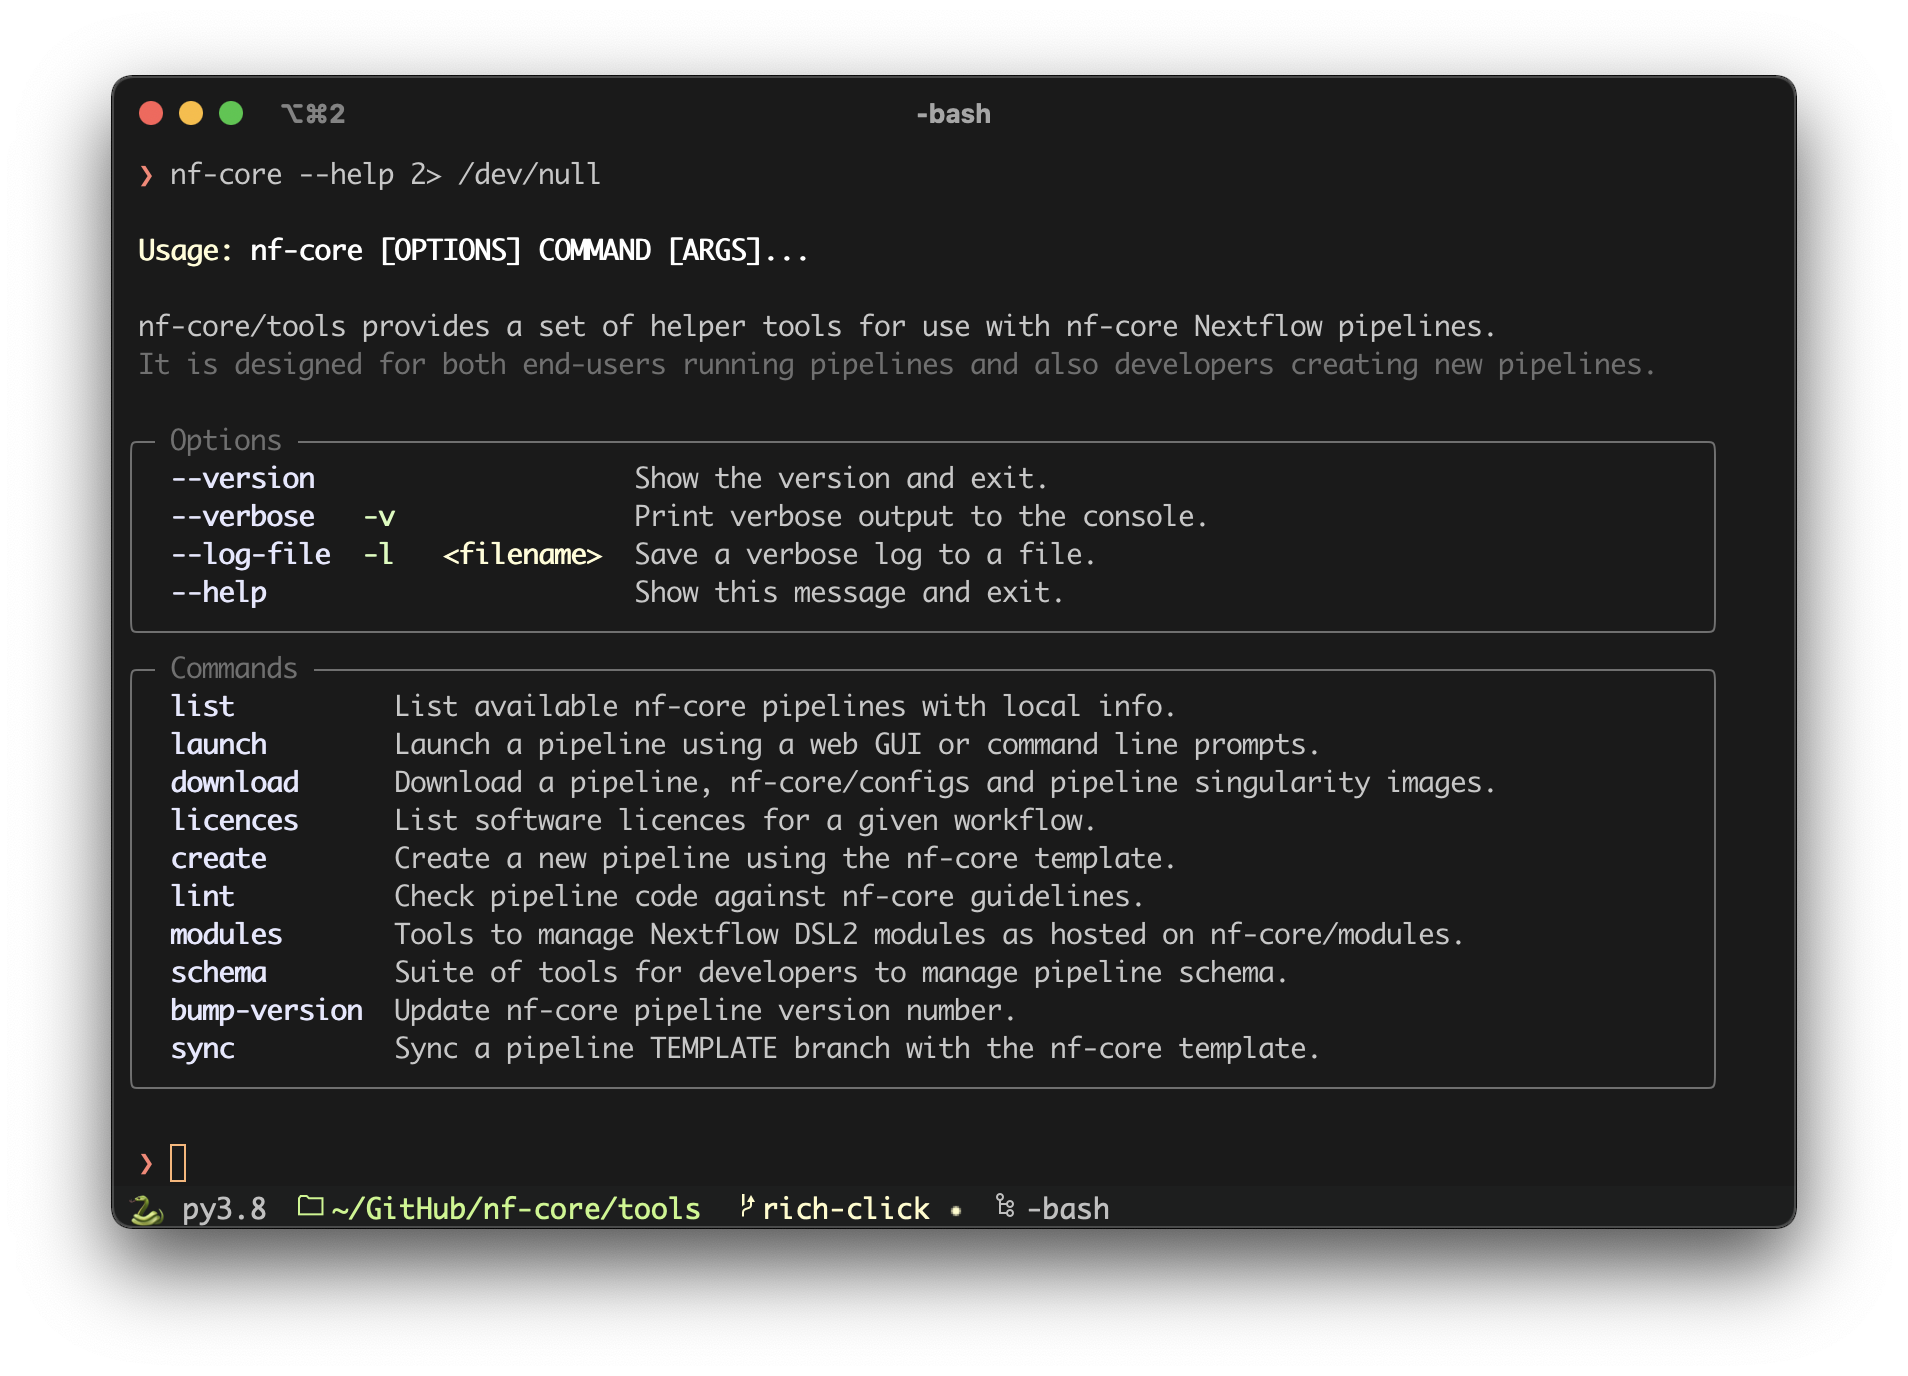 ⌥⌘2
-bash
❯ nf-core --help 2> /dev/null
Usage: nf-core [OPTIONS] COMMAND [ARGS]...
nf-core/tools provides a set of helper tools for use with nf-core Nextflow pipelines.
It is designed for both end-users running pipelines and also developers creating new pipelines.
Options
--version Show the version and exit.
--verbose -v Print verbose output to the console.
--log-file -l <filename> Save a verbose log to a file.
--help Show this message and exit.
Commands
list List available nf-core pipelines with local info.
launch Launch a pipeline using a web GUI or command line prompts.
download Download a pipeline, nf-core/configs and pipeline singularity images.
licences List software licences for a given workflow.
create Create a new pipeline using the nf-core template.
lint Check pipeline code against nf-core guidelines.
modules Tools to manage Nextflow DSL2 modules as hosted on nf-core/modules.
schema Suite of tools for developers to manage pipeline schema.
bump-version Update nf-core pipeline version number.
sync Sync a pipeline TEMPLATE branch with the nf-core template.
❯
py3.8 ~/GitHub/nf-core/tools rich-click • -bash